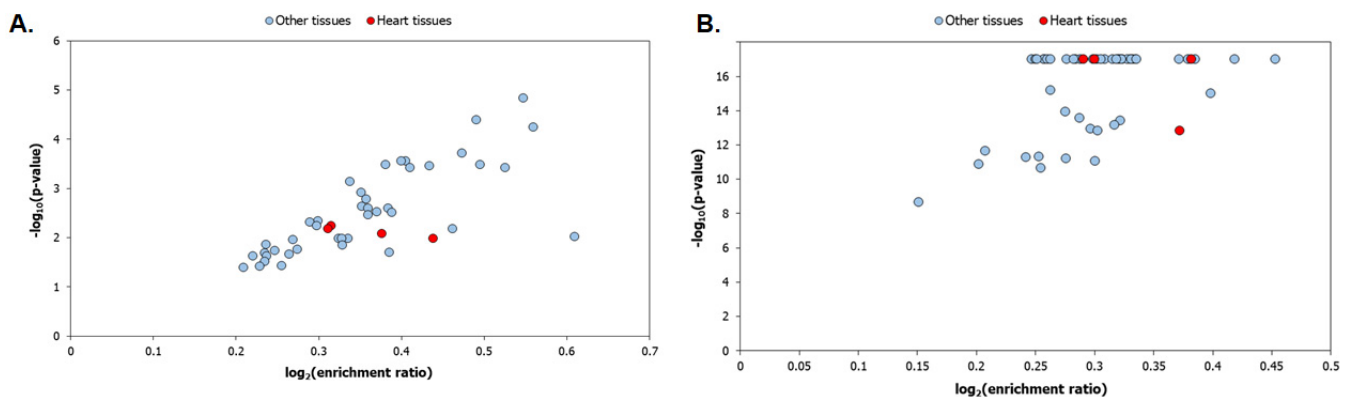 A.
Other tissues Heart tissues
6
5
4
3
2
1
0
-log10(p-value)
0 0.1 0.2 0.3 0.4 0.5 0.6 0.7
log2(enrichment ratio)
B.
Other tissues Heart tissues
16
14
12
10
8
6
4
2
0
-log10(p-value)
0 0.05 0.1 0.15 0.2 0.25 0.3 0.35 0.4 0.45 0.5
log2(enrichment ratio)